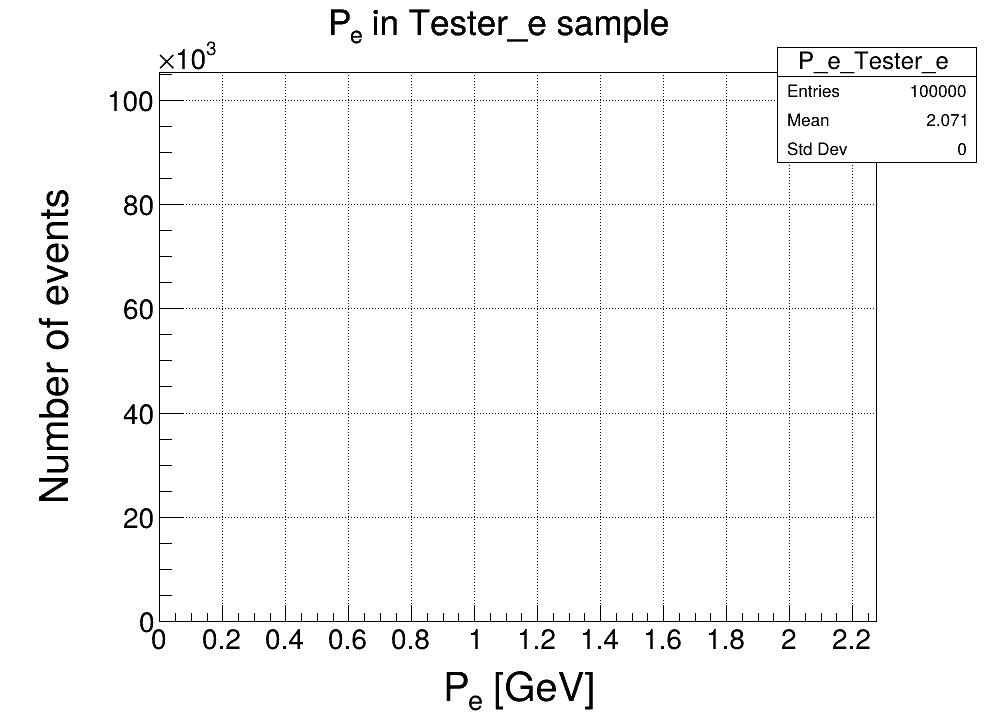 Pe in Tester_e sample
×10³
P_e_Tester_e
Entries 100000
Mean 2.071
Std Dev 0
100
80
60
40
20
0
Number of events
0 0.2 0.4 0.6 0.8 1 1.2 1.4 1.6 1.8 2 2.2
Pe [GeV]